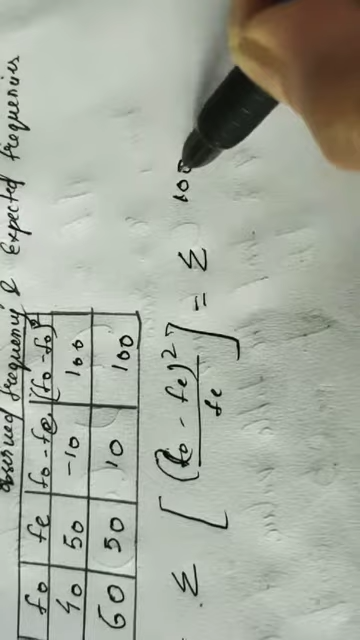 observed frequency & Expected frequencies
fo fe fo - fe (fo - fe)²
40 50 -10 100
60 50 10 100
Σ [ (fo - fe)² / fe ] = Σ 100